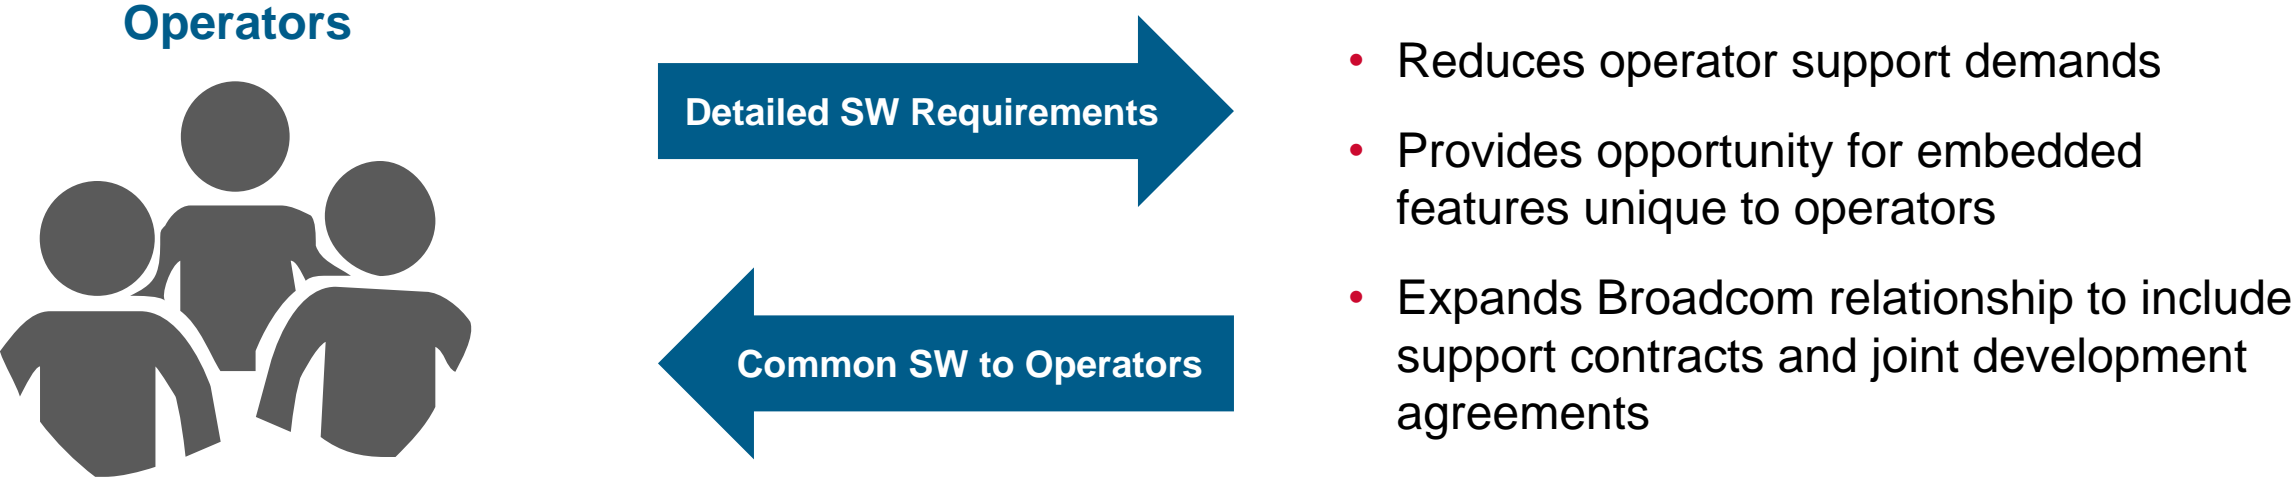 Operators
Detailed SW Requirements
Common SW to Operators
• Reduces operator support demands
• Provides opportunity for embedded
features unique to operators
• Expands Broadcom relationship to include
support contracts and joint development
agreements